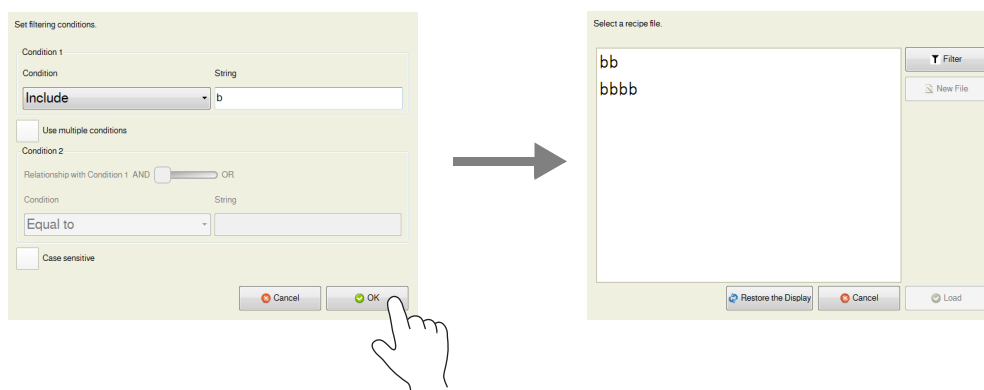 Set filtering conditions.
Condition 1
Condition String
Include b
Use multiple conditions
Condition 2
Relationship with Condition 1 AND OR
Condition String
Equal to
Case sensitive
Cancel OK
Select a recipe file.
bb
bbbb
Filter
New File
Restore the Display Cancel Load